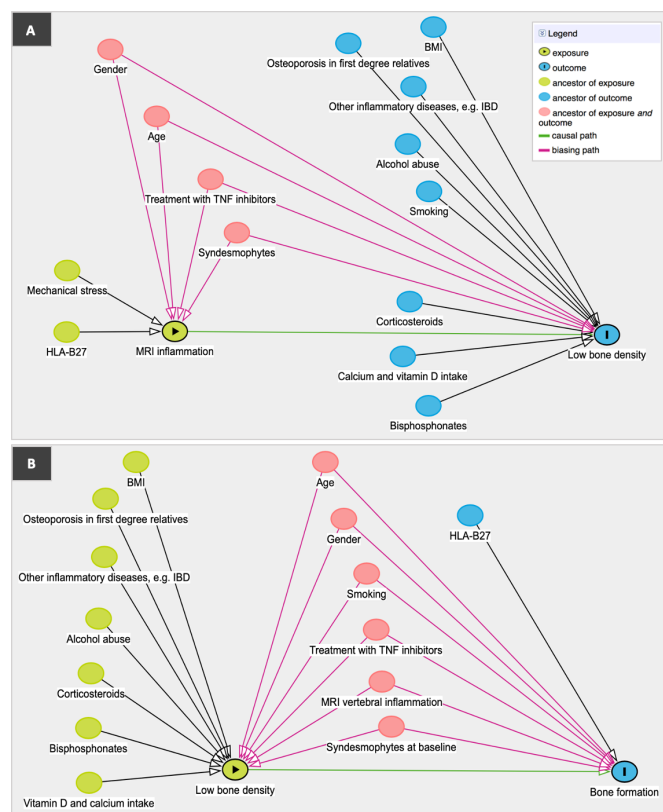 A
Gender
Age
Treatment with TNF inhibitors
Syndesmophytes
Mechanical stress
HLA-B27
MRI inflammation
BMI
Osteoporosis in first degree relatives
Other inflammatory diseases, e.g. IBD
Alcohol abuse
Smoking
Corticosteroids
Calcium and vitamin D intake
Bisphosphonates
Low bone density
Legend
exposure
outcome
ancestor of exposure
ancestor of outcome
ancestor of exposure and
outcome
causal path
biasing path
B
BMI
Osteoporosis in first degree relatives
Other inflammatory diseases, e.g. IBD
Alcohol abuse
Corticosteroids
Bisphosphonates
Vitamin D and calcium intake
Low bone density
Age
Gender
Smoking
Treatment with TNF inhibitors
MRI vertebral inflammation
Syndesmophytes at baseline
HLA-B27
Bone formation